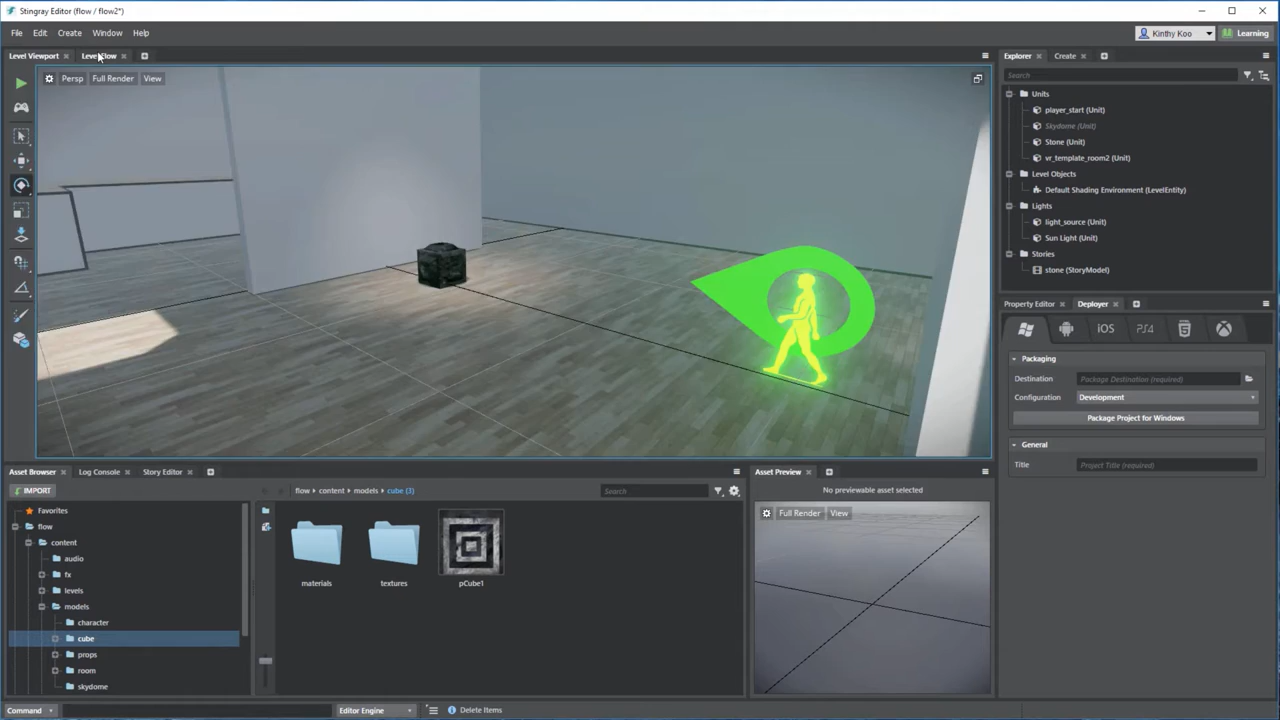 Stingray Editor (flow / flow2*)
File Edit Create Window Help
Kinthy Koo
Learning
Level Viewport
Level Flow
Persp Full Render View
Explorer
Create
Search
Units
player_start (Unit)
Skydome (Unit)
Stone (Unit)
vr_template_room2 (Unit)
Level Objects
Default Shading Environment (LevelEntity)
Lights
light_source (Unit)
Sun Light (Unit)
Stories
stone (StoryModel)
Property Editor
Deployer
iOS
PS4
Packaging
Destination Package Destination (required)
Configuration Development
Package Project for Windows
General
Title Project Title (required)
Asset Browser
Log Console
Story Editor
IMPORT
flow content models cube (3)
Search
Favorites
flow
content
audio
fx
levels
models
character
cube
props
room
skydome
materials
textures
pCube1
Asset Preview
No previewable asset selected
Full Render View
Command
Editor Engine
Delete Items